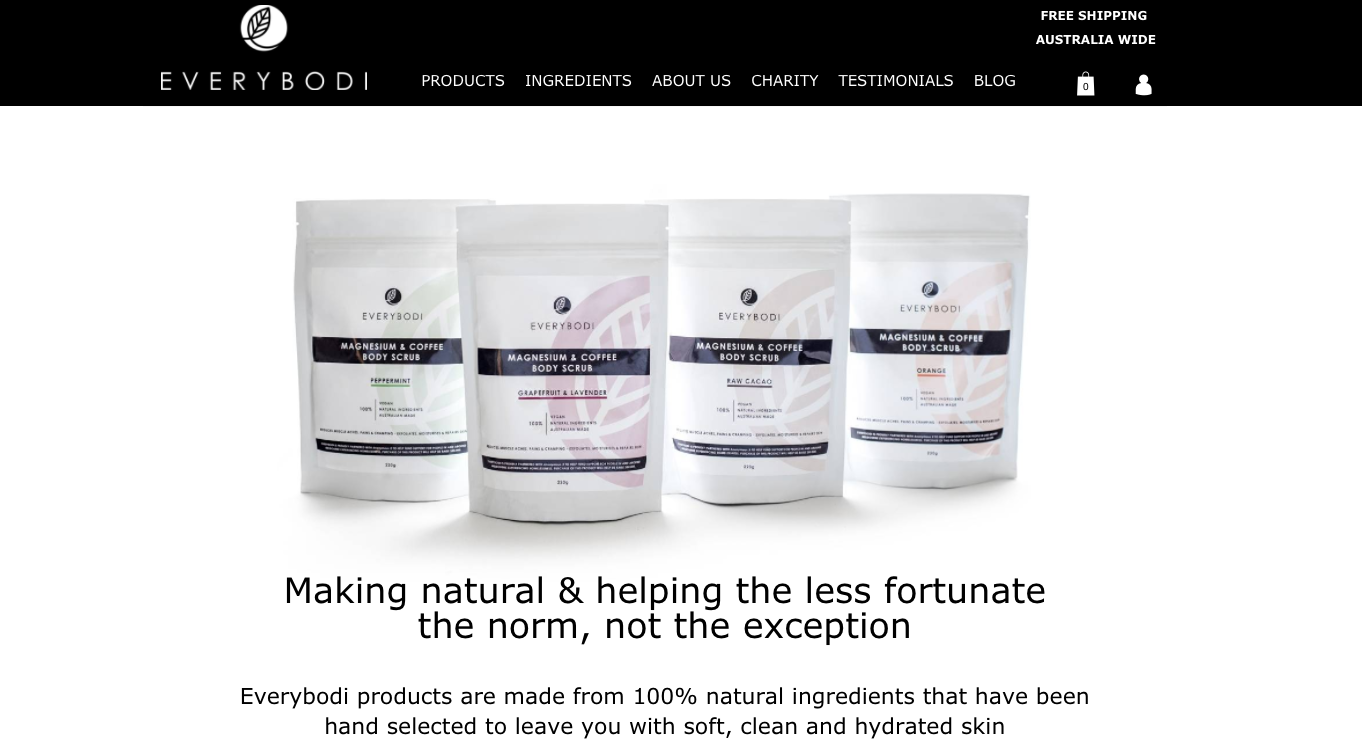 FREE SHIPPING
AUSTRALIA WIDE
EVERYBODI
PRODUCTS INGREDIENTS ABOUT US CHARITY TESTIMONIALS BLOG 0
EVERYBODI
MAGNESIUM & COFFEE
BODY SCRUB
PEPPERMINT
100%
VEGAN
NATURAL INGREDIENTS
AUSTRALIAN MADE
220g
EVERYBODI
MAGNESIUM & COFFEE
BODY SCRUB
GRAPEFRUIT & LAVENDER
100%
VEGAN
NATURAL INGREDIENTS
AUSTRALIAN MADE
220g
EVERYBODI
MAGNESIUM & COFFEE
BODY SCRUB
RAW CACAO
100%
VEGAN
NATURAL INGREDIENTS
AUSTRALIAN MADE
220g
EVERYBODI
MAGNESIUM & COFFEE
BODY SCRUB
ORANGE
100%
VEGAN
NATURAL INGREDIENTS
AUSTRALIAN MADE
220g
Making natural & helping the less fortunate
the norm, not the exception
Everybodi products are made from 100% natural ingredients that have been
hand selected to leave you with soft, clean and hydrated skin